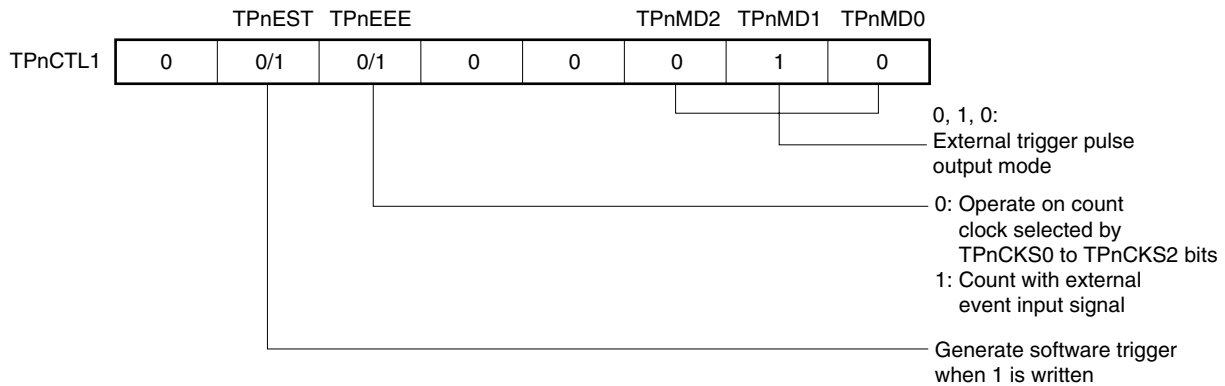 TPnEST TPnEEE TPnMD2 TPnMD1 TPnMD0
TPnCTL1 0 0/1 0/1 0 0 0 1 0
0, 1, 0:
External trigger pulse
output mode
0: Operate on count
clock selected by
TPnCKS0 to TPnCKS2 bits
1: Count with external
event input signal
Generate software trigger
when 1 is written